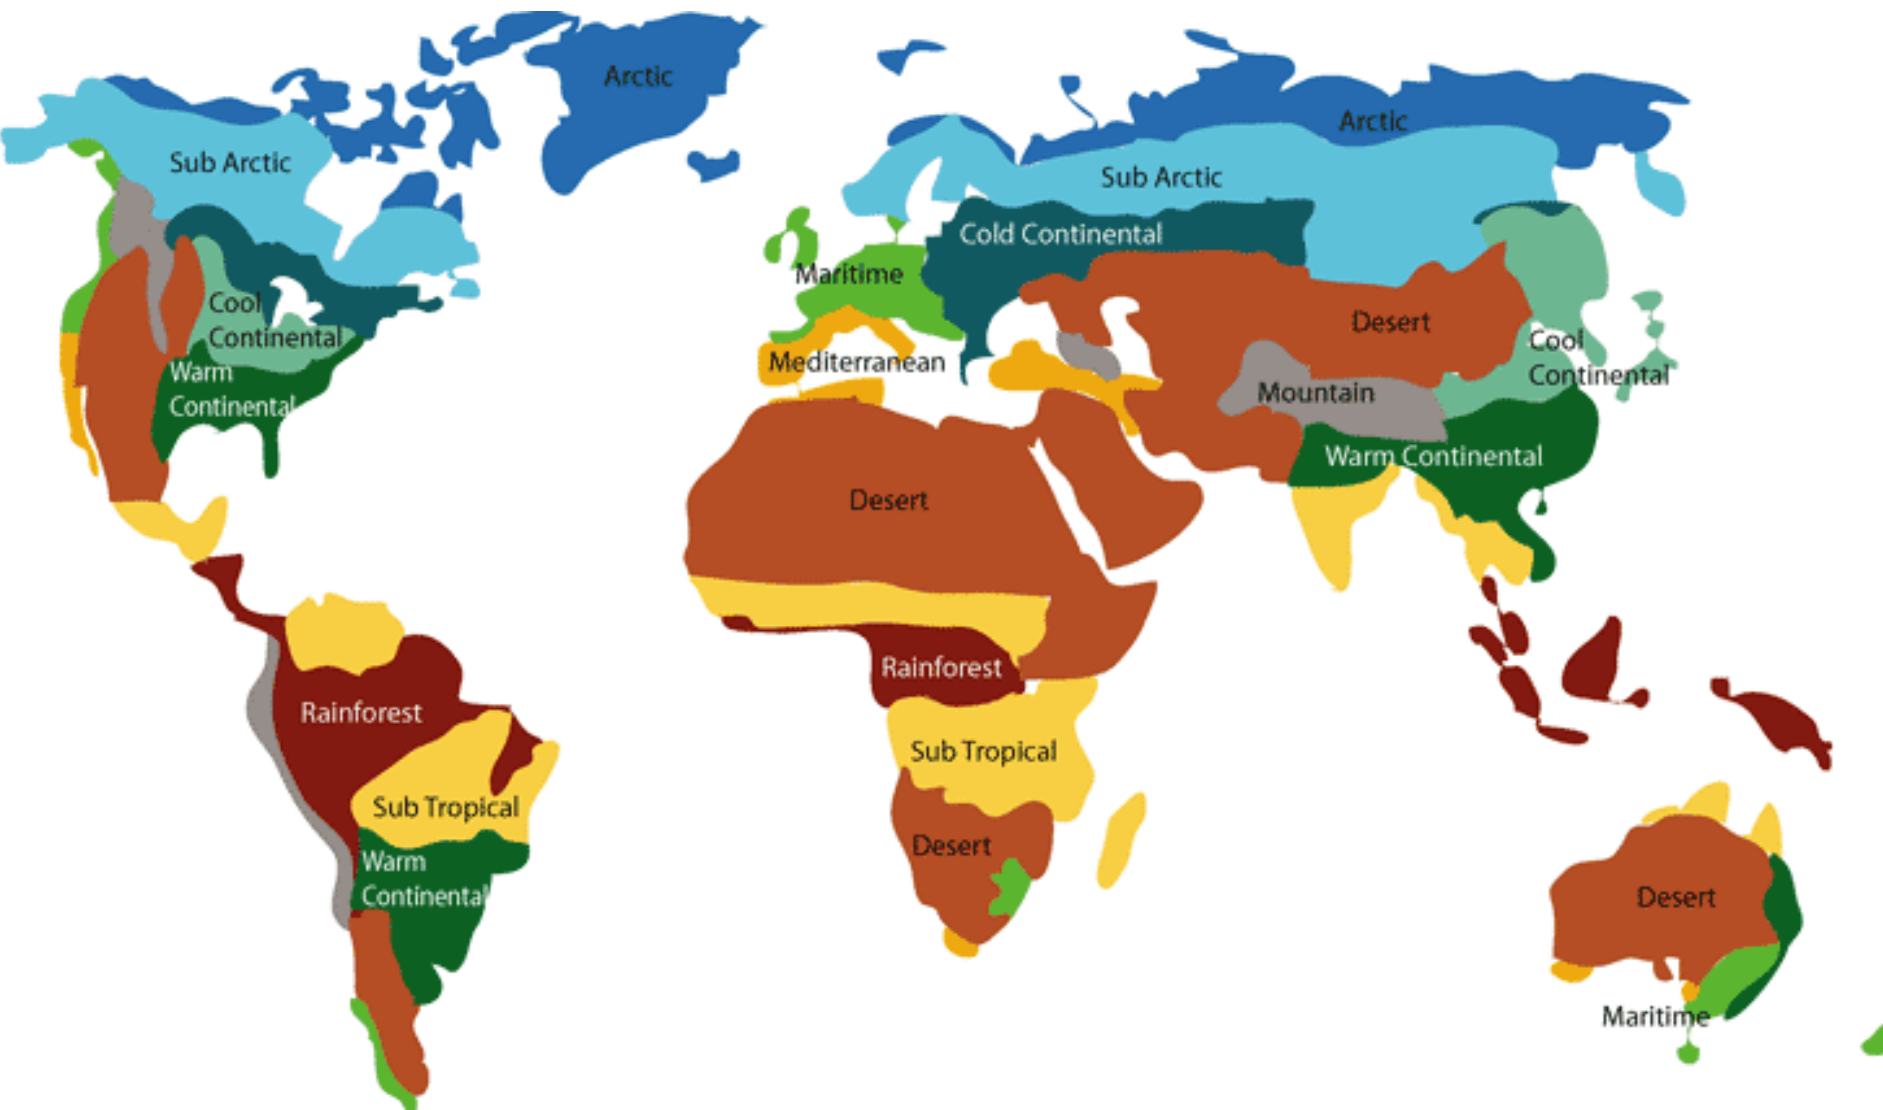 Arctic
Arctic
Sub Arctic
Sub Arctic
Cold Continental
Maritime
Cool
Continental
Desert
Cool
Continental
Mediterranean
Warm
Continental
Mountain
Warm Continental
Desert
Rainforest
Rainforest
Sub Tropical
Sub Tropical
Desert
Warm
Continental
Desert
Maritime